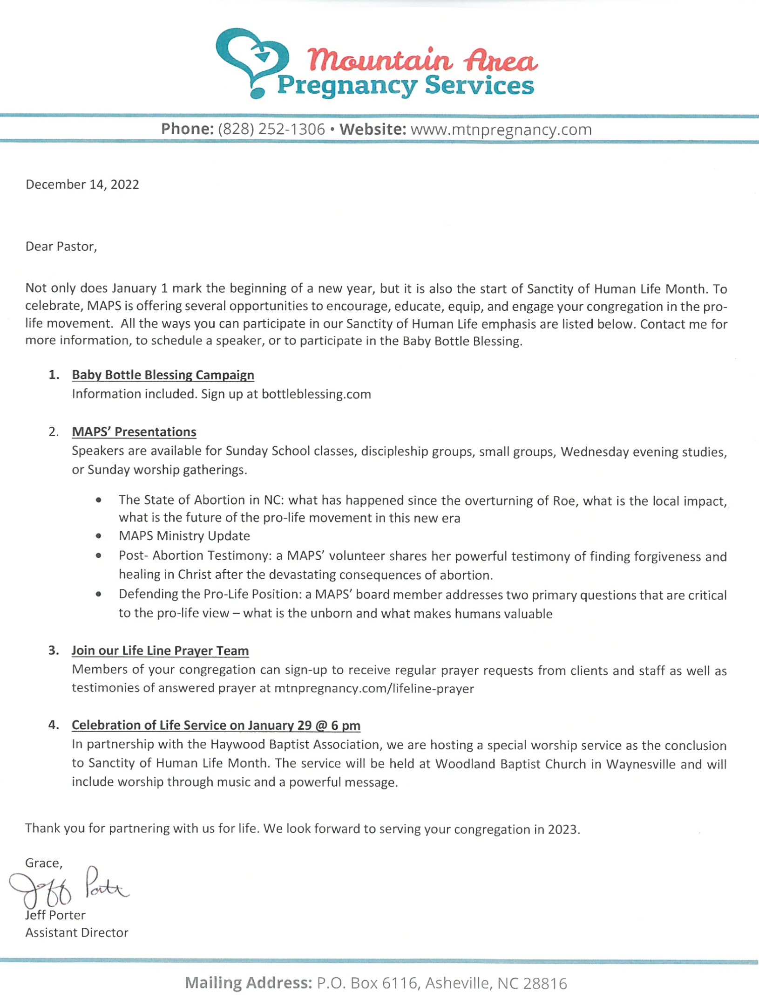 Mountain Area
Pregnancy Services
Phone: (828) 252-1306 • Website: www.mtnpregnancy.com
December 14, 2022
Dear Pastor,
Not only does January 1 mark the beginning of a new year, but it is also the start of Sanctity of Human Life Month. To
celebrate, MAPS is offering several opportunities to encourage, educate, equip, and engage your congregation in the pro-
life movement.  All the ways you can participate in our Sanctity of Human Life emphasis are listed below. Contact me for
more information, to schedule a speaker, or to participate in the Baby Bottle Blessing.
1. Baby Bottle Blessing Campaign
Information included. Sign up at bottleblessing.com
2. MAPS’ Presentations
Speakers are available for Sunday School classes, discipleship groups, small groups, Wednesday evening studies,
or Sunday worship gatherings.
• The State of Abortion in NC: what has happened since the overturning of Roe, what is the local impact,
what is the future of the pro-life movement in this new era
• MAPS Ministry Update
• Post- Abortion Testimony: a MAPS’ volunteer shares her powerful testimony of finding forgiveness and
healing in Christ after the devastating consequences of abortion.
• Defending the Pro-Life Position: a MAPS’ board member addresses two primary questions that are critical
to the pro-life view – what is the unborn and what makes humans valuable
3. Join our Life Line Prayer Team
Members of your congregation can sign-up to receive regular prayer requests from clients and staff as well as
testimonies of answered prayer at mtnpregnancy.com/lifeline-prayer
4. Celebration of Life Service on January 29 @ 6 pm
In partnership with the Haywood Baptist Association, we are hosting a special worship service as the conclusion
to Sanctity of Human Life Month. The service will be held at Woodland Baptist Church in Waynesville and will
include worship through music and a powerful message.
Thank you for partnering with us for life. We look forward to serving your congregation in 2023.
Grace,
Jeff Porter
Jeff Porter
Assistant Director
Mailing Address: P.O. Box 6116, Asheville, NC 28816